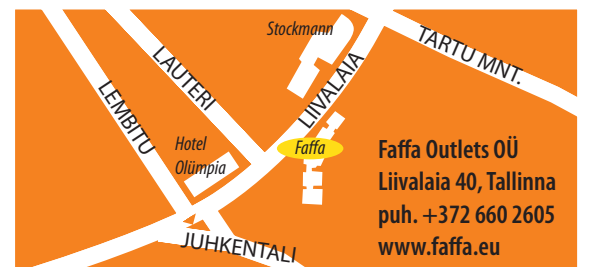 Stockmann
TARTU MNT.
LAUTERI
LIIVALAIA
LEMBITU
Hotel
Olümpia
Faffa
JUHKENTALI
Faffa Outlets OÜ
Liivalaia 40, Tallinna
puh. +372 660 2605
www.faffa.eu